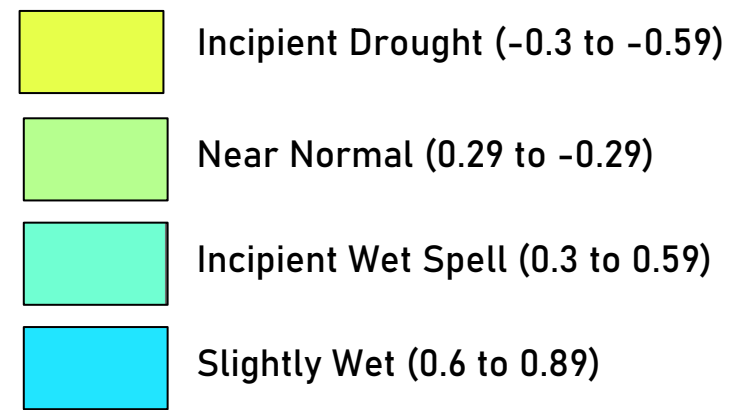 Incipient Drought (-0.3 to -0.59)
Near Normal (0.29 to -0.29)
Incipient Wet Spell (0.3 to 0.59)
Slightly Wet (0.6 to 0.89)